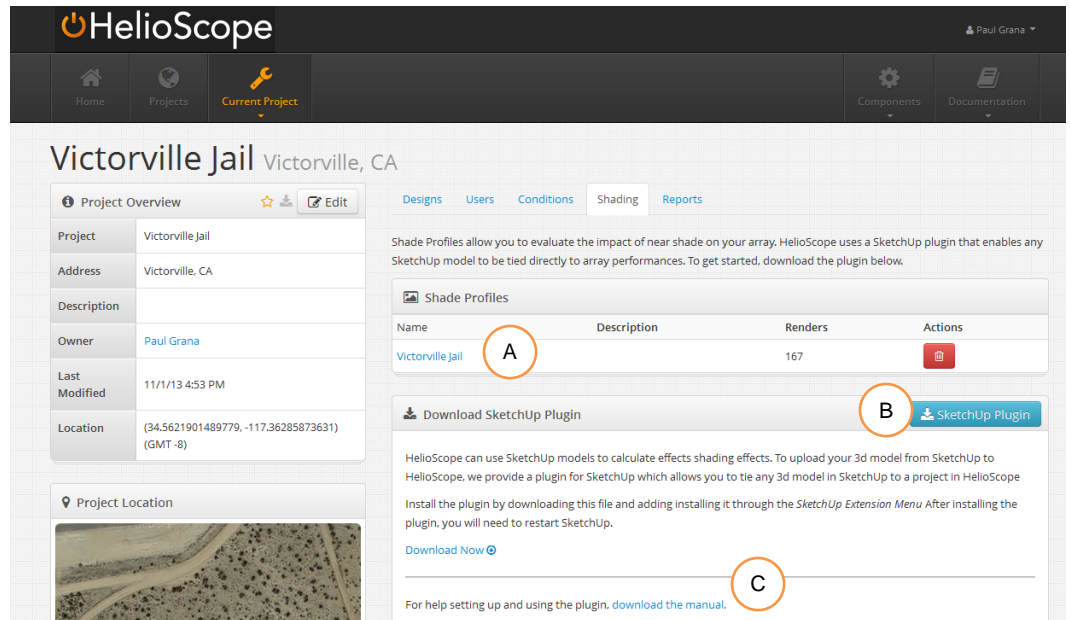 HelioScope
Paul Grana
Home
Projects
Current Project
Components
Documentation
Victorville Jail Victorville, CA
Project Overview
Edit
Project Victorville Jail
Address Victorville, CA
Description
Owner Paul Grana
Last
Modified
11/1/13 4:53 PM
Location (34.5621901489779, -117.36285873631)
(GMT -8)
Project Location
Designs Users Conditions Shading Reports
Shade Profiles allow you to evaluate the impact of near shade on your array. HelioScope uses a SketchUp plugin that enables any
SketchUp model to be tied directly to array performances. To get started, download the plugin below.
Shade Profiles
Name Description Renders Actions
Victorville Jail A 167
Download SketchUp Plugin B SketchUp Plugin
HelioScope can use SketchUp models to calculate effects shading effects. To upload your 3d model from SketchUp to
HelioScope, we provide a plugin for SketchUp which allows you to tie any 3d model in SketchUp to a project in HelioScope
Install the plugin by downloading this file and adding installing it through the SketchUp Extension Menu After installing the
plugin, you will need to restart SketchUp.
Download Now
C
For help setting up and using the plugin, download the manual.